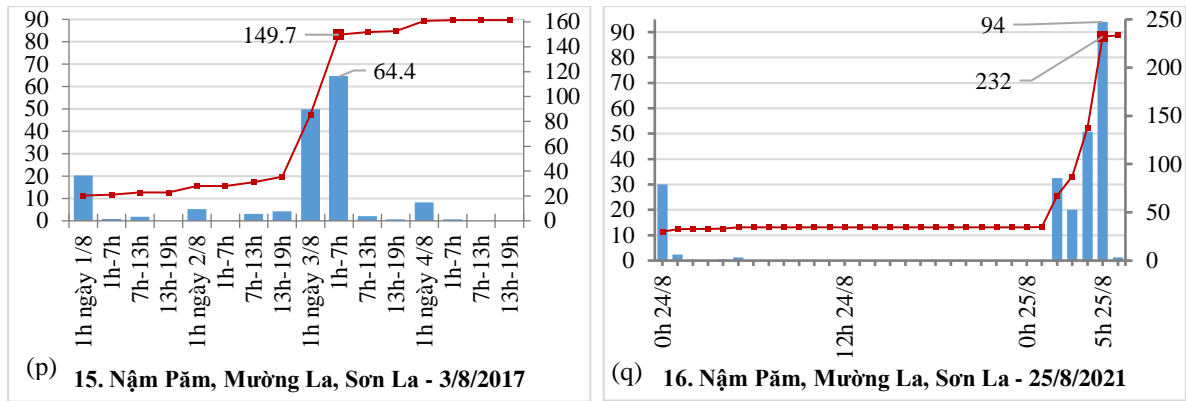 90
80
70
60
50
40
30
20
10
0
160
140
120
100
80
60
40
20
0
149.7
64.4
1h ngày 1/8
1h-7h
7h-13h
13h-19h
1h ngày 2/8
1h-7h
7h-13h
13h-19h
1h ngày 3/8
1h-7h
7h-13h
13h-19h
1h ngày 4/8
1h-7h
7h-13h
13h-19h
(p)
15. Nậm Păm, Mường La, Sơn La - 3/8/2017
90
80
70
60
50
40
30
20
10
0
250
200
150
100
50
0
94
232
0h 24/8
12h 24/8
0h 25/8
5h 25/8
(q)
16. Nậm Păm, Mường La, Sơn La - 25/8/2021